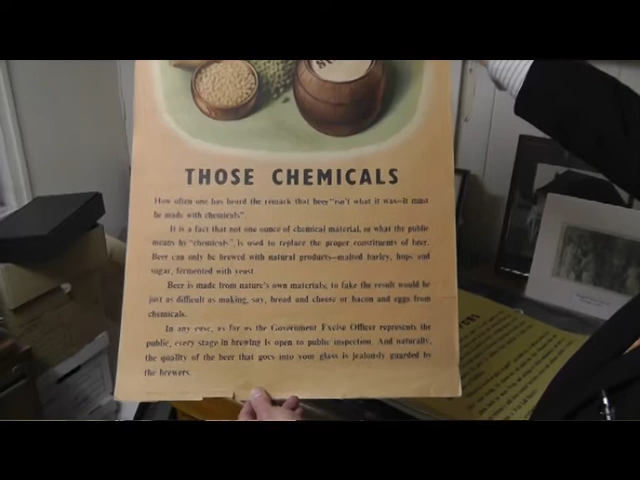 THOSE CHEMICALS
How often one has heard the remark that beer "isn't what it was—it must
be made with chemicals".
It is a fact that not one ounce of chemical material, or what the public
means by "chemicals", is used to replace the proper constituents of beer.
Beer can only be brewed with natural products—malted barley, hops and
sugar, fermented with yeast.
Beer is made from nature's own materials; to fake the result would be
just as difficult as making, say, bread and cheese or bacon and eggs from
chemicals.
In any case, as far as the Government Excise Officer represents the
public, every stage in brewing is open to public inspection. And naturally,
the quality of the beer that goes into your glass is jealously guarded by
the brewers.